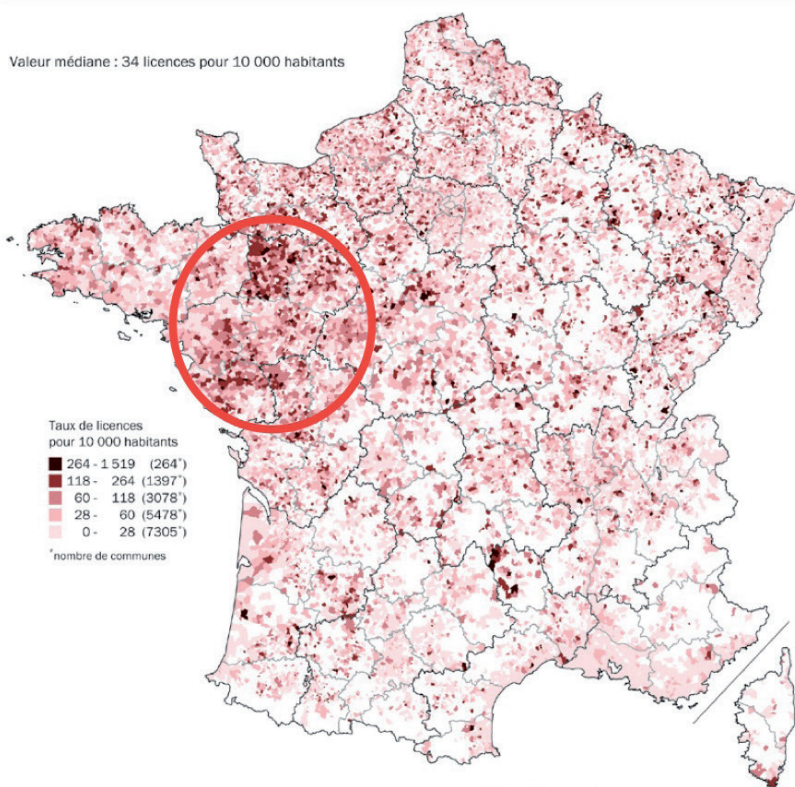 Valeur médiane : 34 licences pour 10 000 habitants
Taux de licences
pour 10 000 habitants
264 - 1 519 (264*)
118 - 264 (1397*)
60 - 118 (3078*)
28 - 60 (5478*)
0 - 28 (7305*)
*nombre de communes